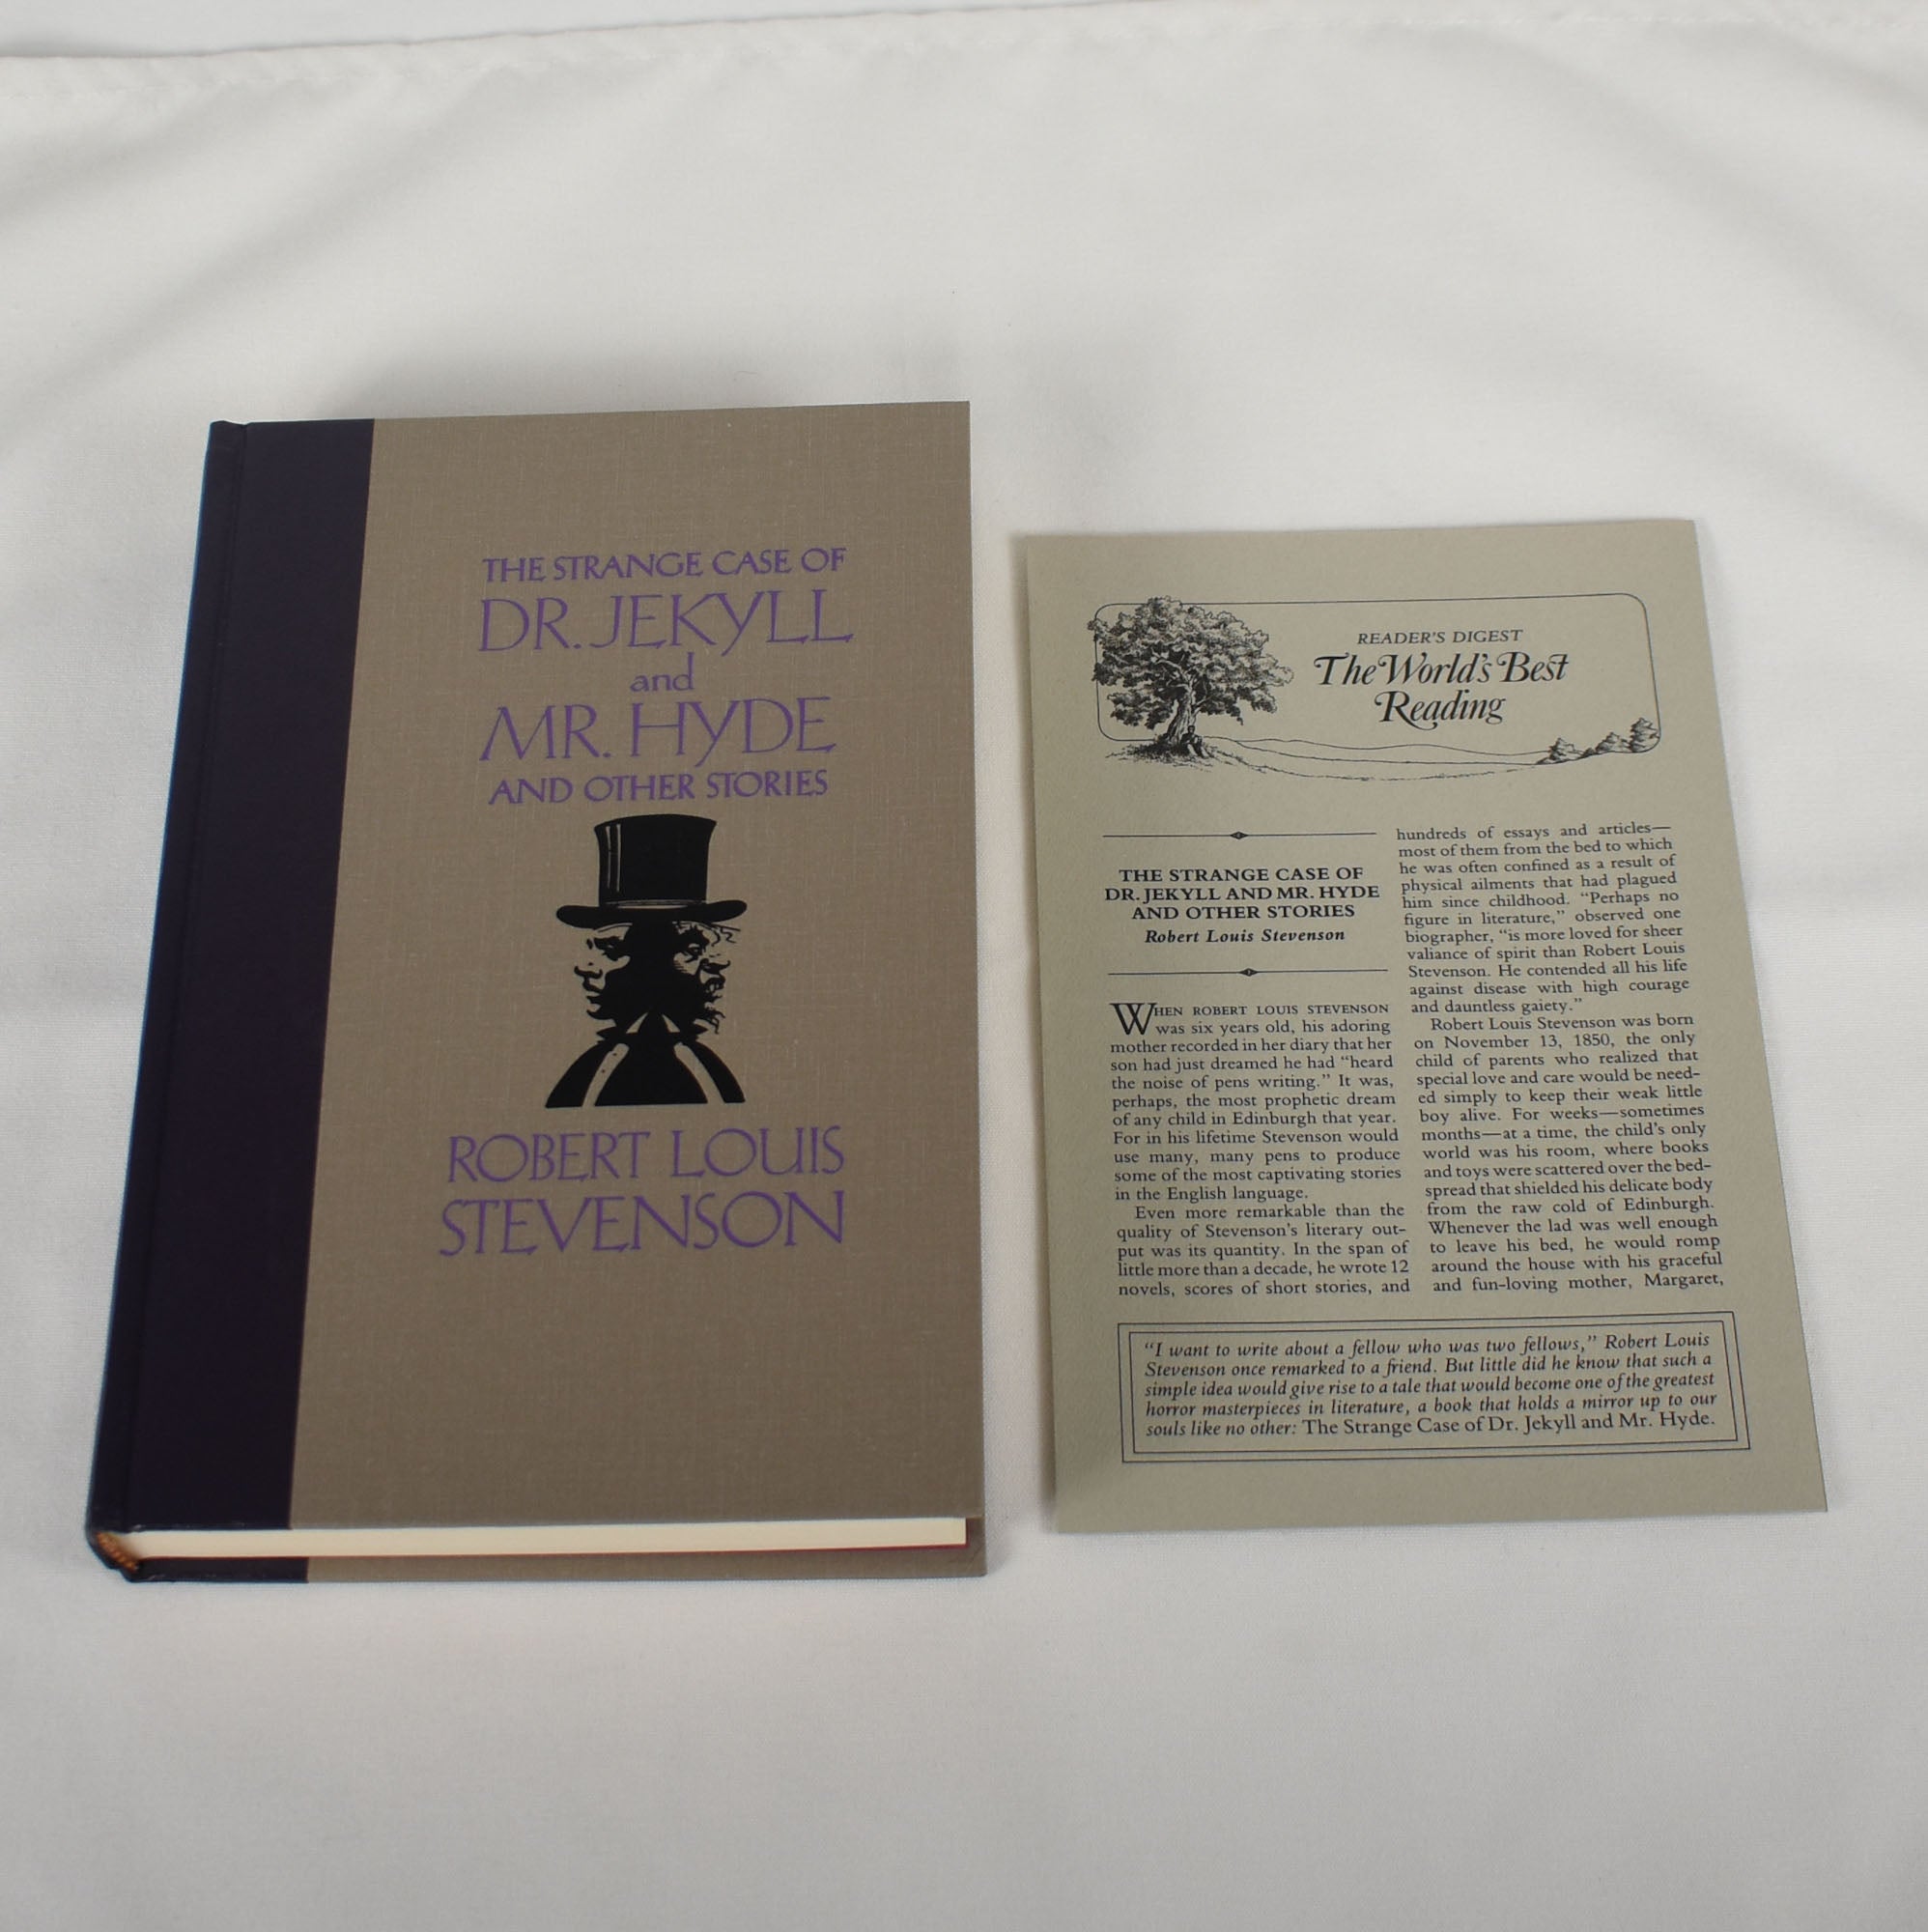 THE STRANGE CASE OF
DR. JEKYLL
and
MR. HYDE
AND OTHER STORIES
ROBERT LOUIS
STEVENSON
READER'S DIGEST
The World's Best
Reading
THE STRANGE CASE OF
DR. JEKYLL AND MR. HYDE
AND OTHER STORIES
Robert Louis Stevenson
WHEN ROBERT LOUIS STEVENSON
was six years old, his adoring
mother recorded in her diary that her
son had just dreamed he had “heard
the noise of pens writing.” It was,
perhaps, the most prophetic dream
of any child in Edinburgh that year.
For in his lifetime Stevenson would
use many, many pens to produce
some of the most captivating stories
in the English language.
Even more remarkable than the
quality of Stevenson's literary out-
put was its quantity. In the span of
little more than a decade, he wrote 12
novels, scores of short stories, and
hundreds of essays and articles—
most of them from the bed to which
he was often confined as a result of
physical ailments that had plagued
him since childhood. “Perhaps no
figure in literature,” observed one
biographer, “is more loved for sheer
valiance of spirit than Robert Louis
Stevenson. He contended all his life
against disease with high courage
and dauntless gaiety.”
Robert Louis Stevenson was born
on November 13, 1850, the only
child of parents who realized that
special love and care would be need-
ed simply to keep their weak little
boy alive. For weeks—sometimes
months—at a time, the child's only
world was his room, where books
and toys were scattered over the bed-
spread that shielded his delicate body
from the raw cold of Edinburgh.
Whenever the lad was well enough
to leave his bed, he would romp
around the house with his graceful
and fun-loving mother, Margaret,
“I want to write about a fellow who was two fellows,” Robert Louis
Stevenson once remarked to a friend. But little did he know that such a
simple idea would give rise to a tale that would become one of the greatest
horror masterpieces in literature, a book that holds a mirror up to our
souls like no other: The Strange Case of Dr. Jekyll and Mr. Hyde.